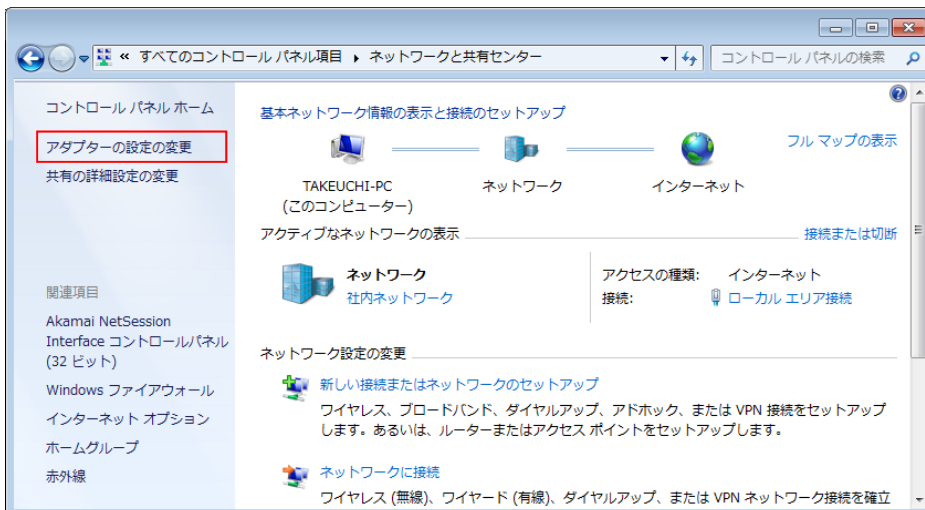 « すべてのコントロール パネル項目 ▸ ネットワークと共有センター
コントロール パネルの検索
コントロール パネル ホーム
アダプターの設定の変更
共有の詳細設定の変更
関連項目
Akamai NetSession
Interface コントロールパネル
(32 ビット)
Windows ファイアウォール
インターネット オプション
ホームグループ
赤外線
基本ネットワーク情報の表示と接続のセットアップ
フル マップの表示
TAKEUCHI-PC
(このコンピューター)
ネットワーク
インターネット
アクティブなネットワークの表示
接続または切断
ネットワーク
社内ネットワーク
アクセスの種類: インターネット
接続: ローカル エリア接続
ネットワーク設定の変更
新しい接続またはネットワークのセットアップ
ワイヤレス、ブロードバンド、ダイヤルアップ、アドホック、または VPN 接続をセットアップ
します。あるいは、ルーターまたはアクセス ポイントをセットアップします。
ネットワークに接続
ワイヤレス (無線)、ワイヤード (有線)、ダイヤルアップ、または VPN ネットワーク接続を確立